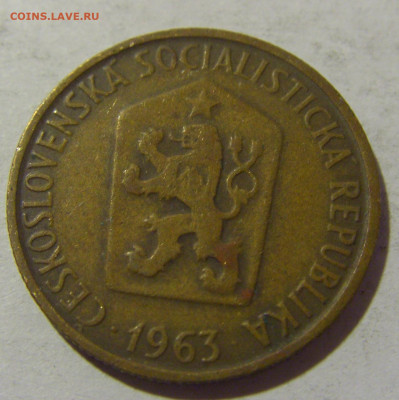 COINS.LAVE.RU
ČESKOSLOVENSKÁ SOCIALISTICKÁ REPUBLIKA
· 1963 ·